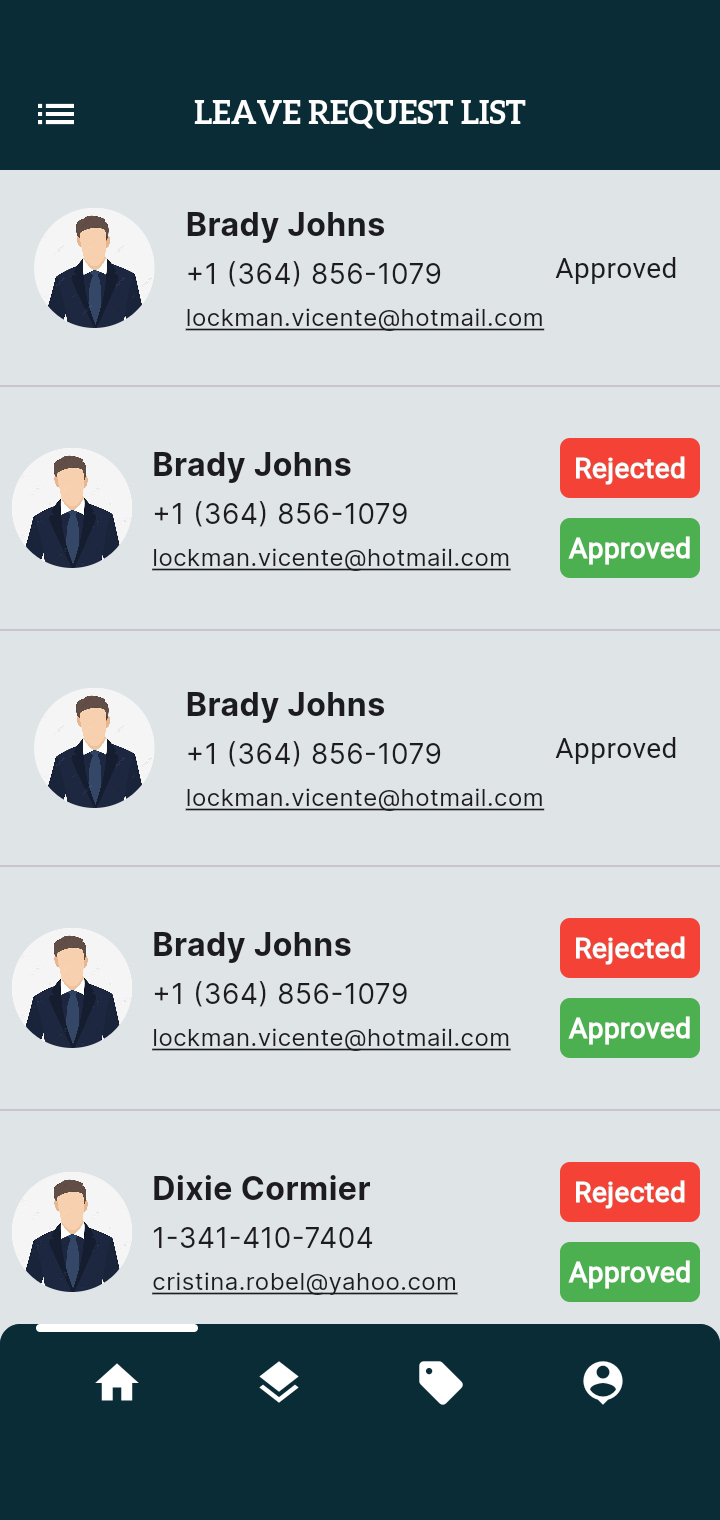 LEAVE REQUEST LIST
Brady Johns
+1 (364) 856-1079
lockman.vicente@hotmail.com
Approved
Brady Johns
+1 (364) 856-1079
lockman.vicente@hotmail.com
Rejected
Approved
Brady Johns
+1 (364) 856-1079
lockman.vicente@hotmail.com
Approved
Brady Johns
+1 (364) 856-1079
lockman.vicente@hotmail.com
Rejected
Approved
Dixie Cormier
1-341-410-7404
cristina.robel@yahoo.com
Rejected
Approved